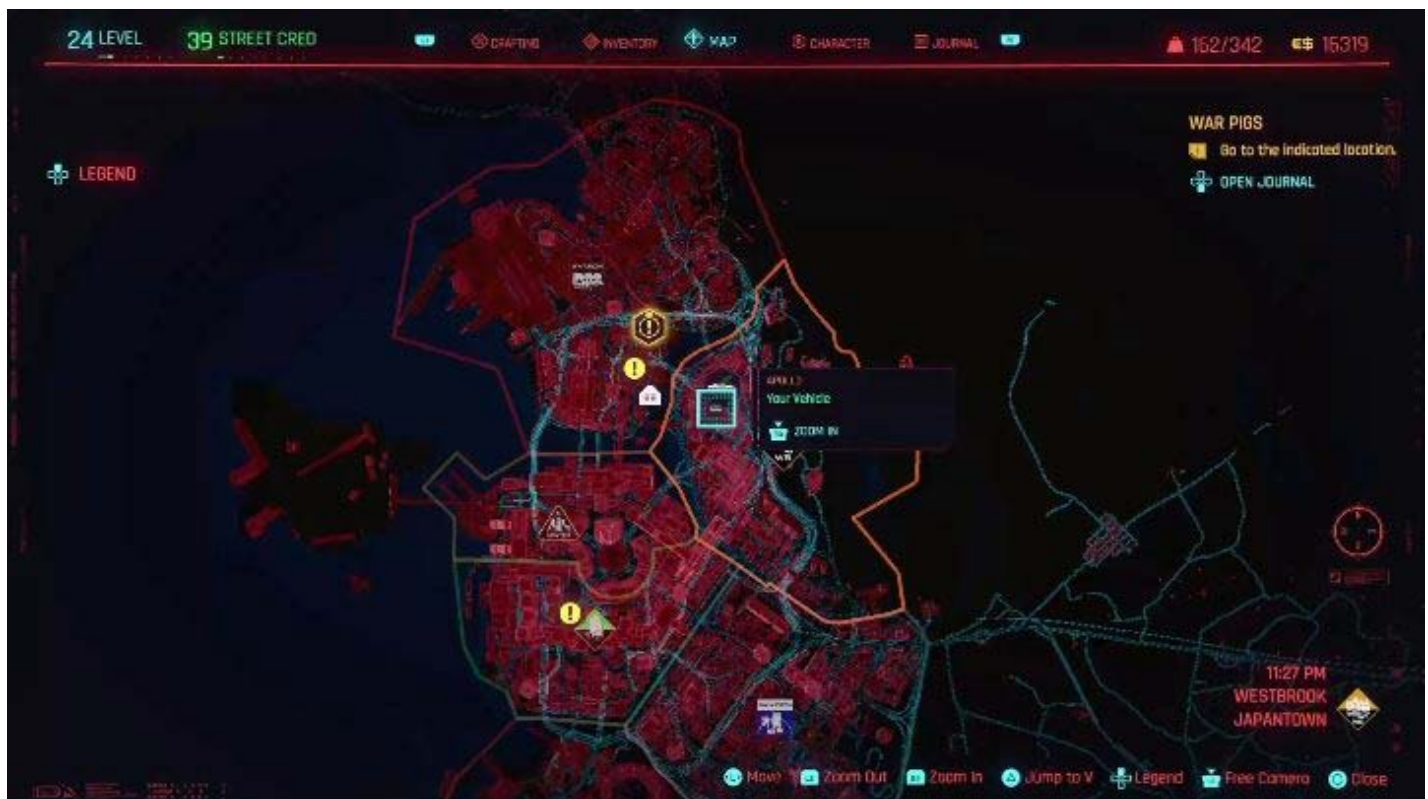 24 LEVEL
39 STREET CRED
CRAFTING
INVENTORY
MAP
CHARACTER
JOURNAL
162/342
€$ 15319
WAR PIGS
Go to the indicated location.
OPEN JOURNAL
LEGEND
APOLLO
Your Vehicle
ZOOM IN
11:27 PM
WESTBROOK
JAPANTOWN
Move
Zoom Out
Zoom In
Jump to V
Legend
Free Camera
Close